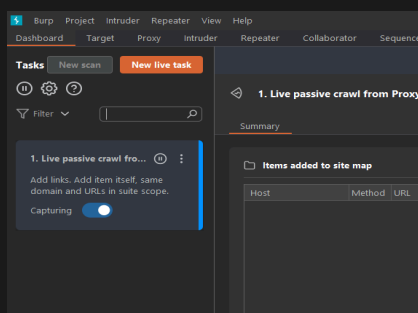 Burp Project Intruder Repeater View Help
Dashboard Target Proxy Intruder Repeater Collaborator Sequence
Tasks New scan New live task
Filter
1. Live passive crawl fro...
Add links. Add item itself, same
domain and URLs in suite scope.
Capturing
1. Live passive crawl from Proxy
Summary
Items added to site map
Host Method URL